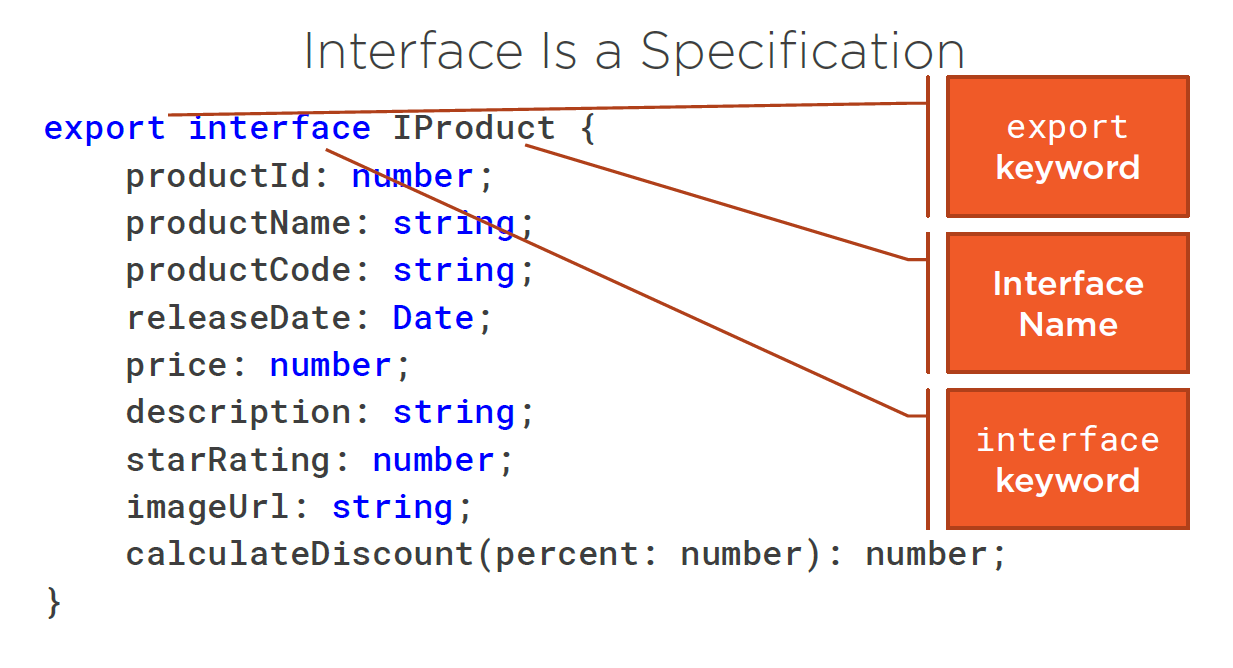 Interface Is a Specification
export interface IProduct {
productId: number;
productName: string;
productCode: string;
releaseDate: Date;
price: number;
description: string;
starRating: number;
imageUrl: string;
calculateDiscount(percent: number): number;
}
export
keyword
Interface
Name
interface
keyword